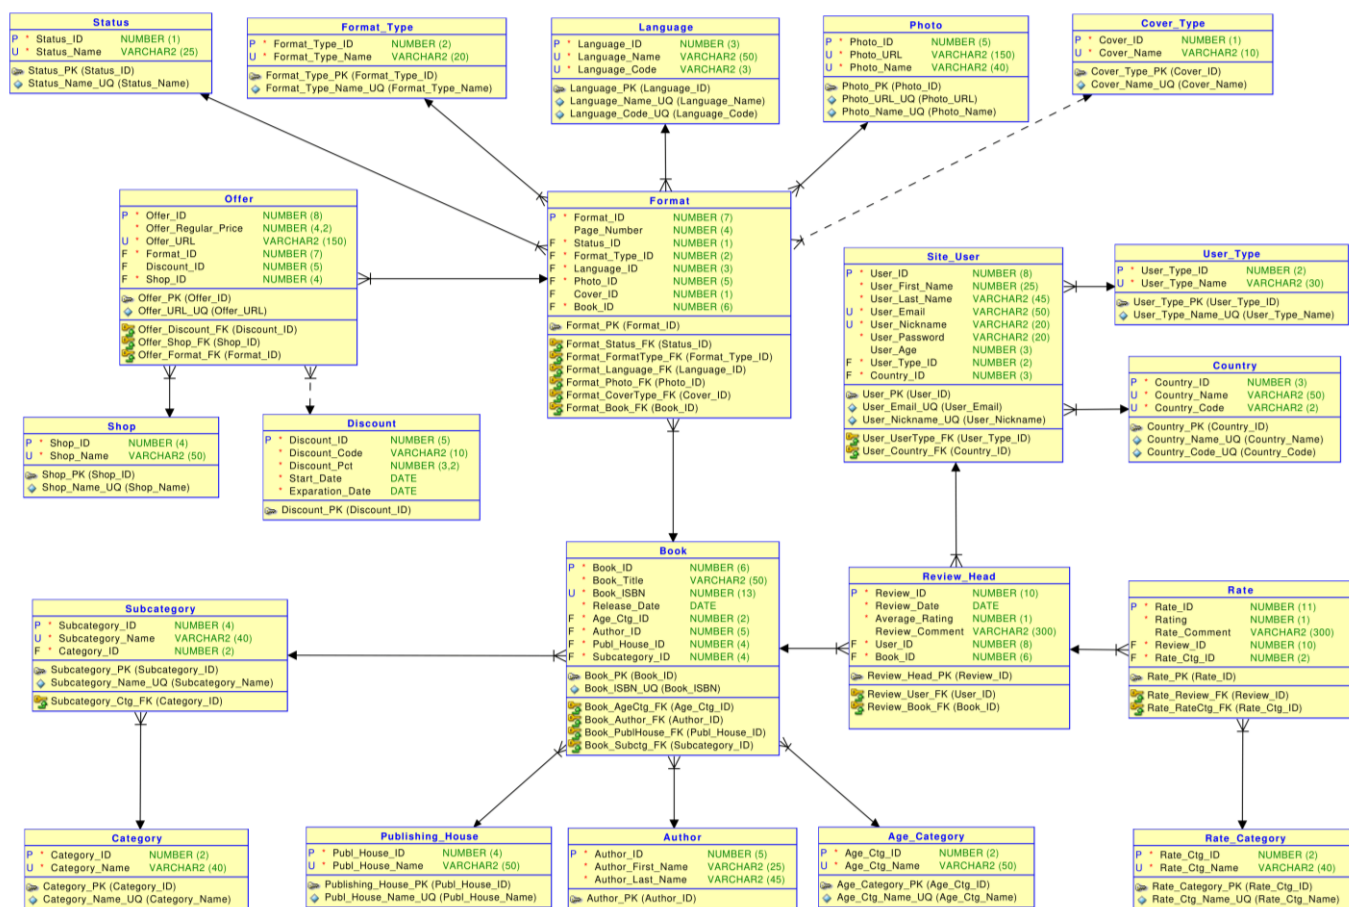 Status
P * Status_ID NUMBER (1)
U * Status_Name VARCHAR2 (25)
Status_PK (Status_ID)
Status_Name_UQ (Status_Name)
Format_Type
P * Format_Type_ID NUMBER (2)
U * Format_Type_Name VARCHAR2 (20)
Format_Type_PK (Format_Type_ID)
Format_Type_Name_UQ (Format_Type_Name)
Language
P * Language_ID NUMBER (3)
U * Language_Name VARCHAR2 (50)
U * Language_Code VARCHAR2 (3)
Language_PK (Language_ID)
Language_Name_UQ (Language_Name)
Language_Code_UQ (Language_Code)
Photo
P * Photo_ID NUMBER (5)
U * Photo_URL VARCHAR2 (150)
U * Photo_Name VARCHAR2 (40)
Photo_PK (Photo_ID)
Photo_URL_UQ (Photo_URL)
Photo_Name_UQ (Photo_Name)
Cover_Type
P * Cover_ID NUMBER (1)
U * Cover_Name VARCHAR2 (10)
Cover_Type_PK (Cover_ID)
Cover_Name_UQ (Cover_Name)
Offer
P * Offer_ID NUMBER (8)
* Offer_Regular_Price NUMBER (4,2)
U * Offer_URL VARCHAR2 (150)
F * Format_ID NUMBER (7)
F Discount_ID NUMBER (5)
F * Shop_ID NUMBER (4)
Offer_PK (Offer_ID)
Offer_URL_UQ (Offer_URL)
Offer_Discount_FK (Discount_ID)
Offer_Shop_FK (Shop_ID)
Offer_Format_FK (Format_ID)
Format
P * Format_ID NUMBER (7)
Page_Number NUMBER (4)
F * Status_ID NUMBER (1)
F * Format_Type_ID NUMBER (2)
F * Language_ID NUMBER (3)
F * Photo_ID NUMBER (5)
F Cover_ID NUMBER (1)
F * Book_ID NUMBER (6)
Format_PK (Format_ID)
Format_Status_FK (Status_ID)
Format_FormatType_FK (Format_Type_ID)
Format_Language_FK (Language_ID)
Format_Photo_FK (Photo_ID)
Format_CoverType_FK (Cover_ID)
Format_Book_FK (Book_ID)
Site_User
P * User_ID NUMBER (8)
* User_First_Name NUMBER (25)
* User_Last_Name VARCHAR2 (45)
U * User_Email VARCHAR2 (50)
U * User_Nickname VARCHAR2 (20)
* User_Password VARCHAR2 (20)
User_Age NUMBER (3)
F * User_Type_ID NUMBER (2)
F * Country_ID NUMBER (3)
User_PK (User_ID)
User_Email_UQ (User_Email)
User_Nickname_UQ (User_Nickname)
User_UserType_FK (User_Type_ID)
User_Country_FK (Country_ID)
User_Type
P * User_Type_ID NUMBER (2)
U * User_Type_Name VARCHAR2 (30)
User_Type_PK (User_Type_ID)
User_Type_Name_UQ (User_Type_Name)
Country
P * Country_ID NUMBER (3)
U * Country_Name VARCHAR2 (50)
U * Country_Code VARCHAR2 (2)
Country_PK (Country_ID)
Country_Name_UQ (Country_Name)
Country_Code_UQ (Country_Code)
Shop
P * Shop_ID NUMBER (4)
U * Shop_Name VARCHAR2 (50)
Shop_PK (Shop_ID)
Shop_Name_UQ (Shop_Name)
Discount
P * Discount_ID NUMBER (5)
* Discount_Code VARCHAR2 (10)
* Discount_Pct NUMBER (3,2)
* Start_Date DATE
* Exparation_Date DATE
Discount_PK (Discount_ID)
Book
P * Book_ID NUMBER (6)
* Book_Title VARCHAR2 (50)
U * Book_ISBN NUMBER (13)
* Release_Date DATE
F * Age_Ctg_ID NUMBER (2)
F * Author_ID NUMBER (5)
F * Publ_House_ID NUMBER (4)
F * Subcategory_ID NUMBER (4)
Book_PK (Book_ID)
Book_ISBN_UQ (Book_ISBN)
Book_AgeCtg_FK (Age_Ctg_ID)
Book_Author_FK (Author_ID)
Book_PublHouse_FK (Publ_House_ID)
Book_Subctg_FK (Subcategory_ID)
Review_Head
P * Review_ID NUMBER (10)
* Review_Date DATE
* Average_Rating NUMBER (1)
Review_Comment VARCHAR2 (300)
F * User_ID NUMBER (8)
F * Book_ID NUMBER (6)
Review_Head_PK (Review_ID)
Review_User_FK (User_ID)
Review_Book_FK (Book_ID)
Rate
P * Rate_ID NUMBER (11)
* Rating NUMBER (1)
Rate_Comment VARCHAR2 (300)
F * Review_ID NUMBER (10)
F * Rate_Ctg_ID NUMBER (2)
Rate_PK (Rate_ID)
Rate_Review_FK (Review_ID)
Rate_RateCtg_FK (Rate_Ctg_ID)
Subcategory
P * Subcategory_ID NUMBER (4)
U * Subcategory_Name VARCHAR2 (40)
F * Category_ID NUMBER (2)
Subcategory_PK (Subcategory_ID)
Subcategory_Name_UQ (Subcategory_Name)
Subcategory_Ctg_FK (Category_ID)
Category
P * Category_ID NUMBER (2)
U * Category_Name VARCHAR2 (40)
Category_PK (Category_ID)
Category_Name_UQ (Category_Name)
Publishing_House
P * Publ_House_ID NUMBER (4)
U * Publ_House_Name VARCHAR2 (50)
Publishing_House_PK (Publ_House_ID)
Publ_House_Name_UQ (Publ_House_Name)
Author
P * Author_ID NUMBER (5)
* Author_First_Name VARCHAR2 (25)
* Author_Last_Name VARCHAR2 (45)
Author_PK (Author_ID)
Age_Category
P * Age_Ctg_ID NUMBER (2)
U * Age_Ctg_Name VARCHAR2 (50)
Age_Category_PK (Age_Ctg_ID)
Age_Ctg_Name_UQ (Age_Ctg_Name)
Rate_Category
P * Rate_Ctg_ID NUMBER (2)
U * Rate_Ctg_Name VARCHAR2 (40)
Rate_Category_PK (Rate_Ctg_ID)
Rate_Ctg_Name_UQ (Rate_Ctg_Name)